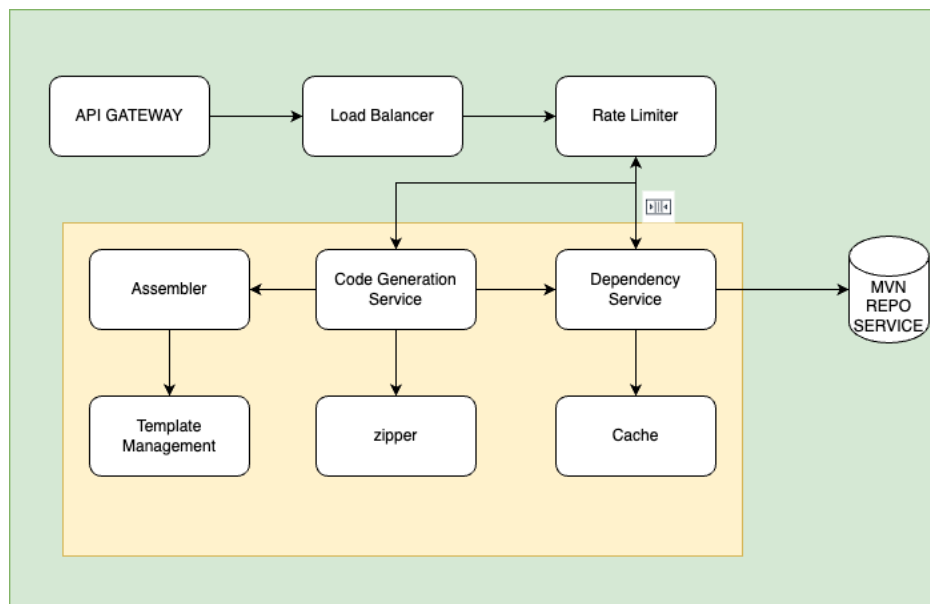 API GATEWAY
Load Balancer
Rate Limiter
Assembler
Code Generation
Service
Dependency
Service
MVN
REPO
SERVICE
Template
Management
zipper
Cache